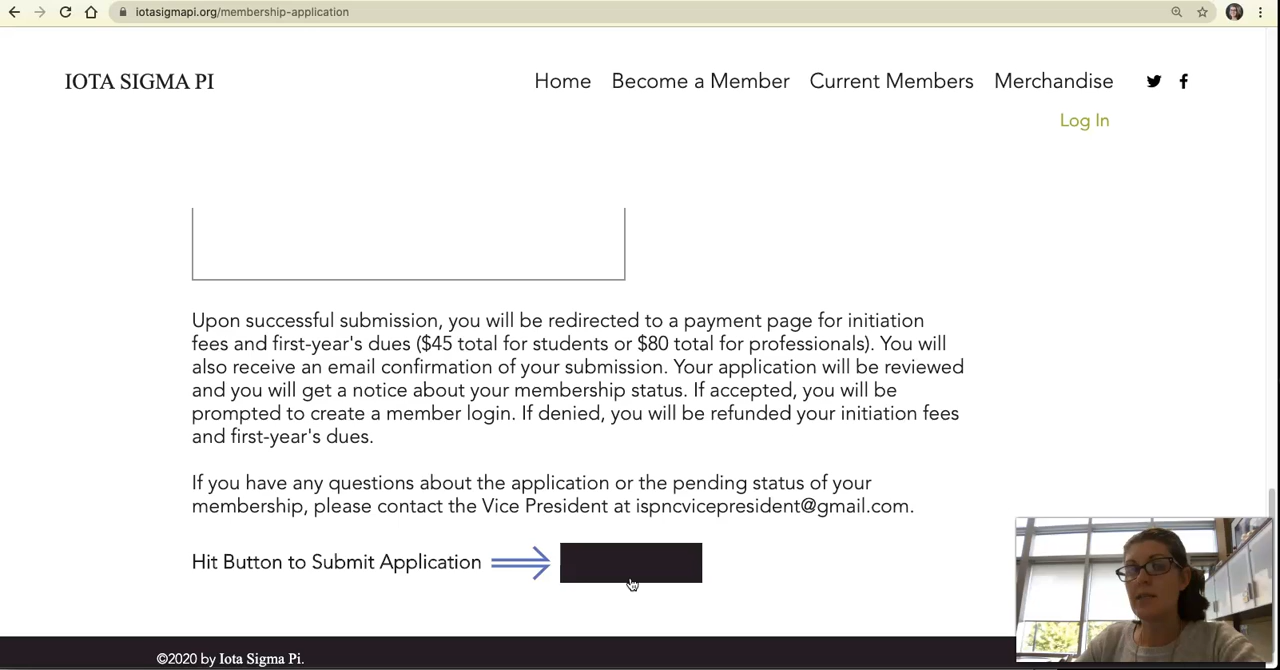 iotasigmapi.org/membership-application
IOTA SIGMA PI
Home Become a Member Current Members Merchandise
Log In
Upon successful submission, you will be redirected to a payment page for initiation
fees and first-year's dues ($45 total for students or $80 total for professionals). You will
also receive an email confirmation of your submission. Your application will be reviewed
and you will get a notice about your membership status. If accepted, you will be
prompted to create a member login. If denied, you will be refunded your initiation fees
and first-year's dues.
If you have any questions about the application or the pending status of your
membership, please contact the Vice President at ispncvicepresident@gmail.com.
Hit Button to Submit Application
©2020 by Iota Sigma Pi.